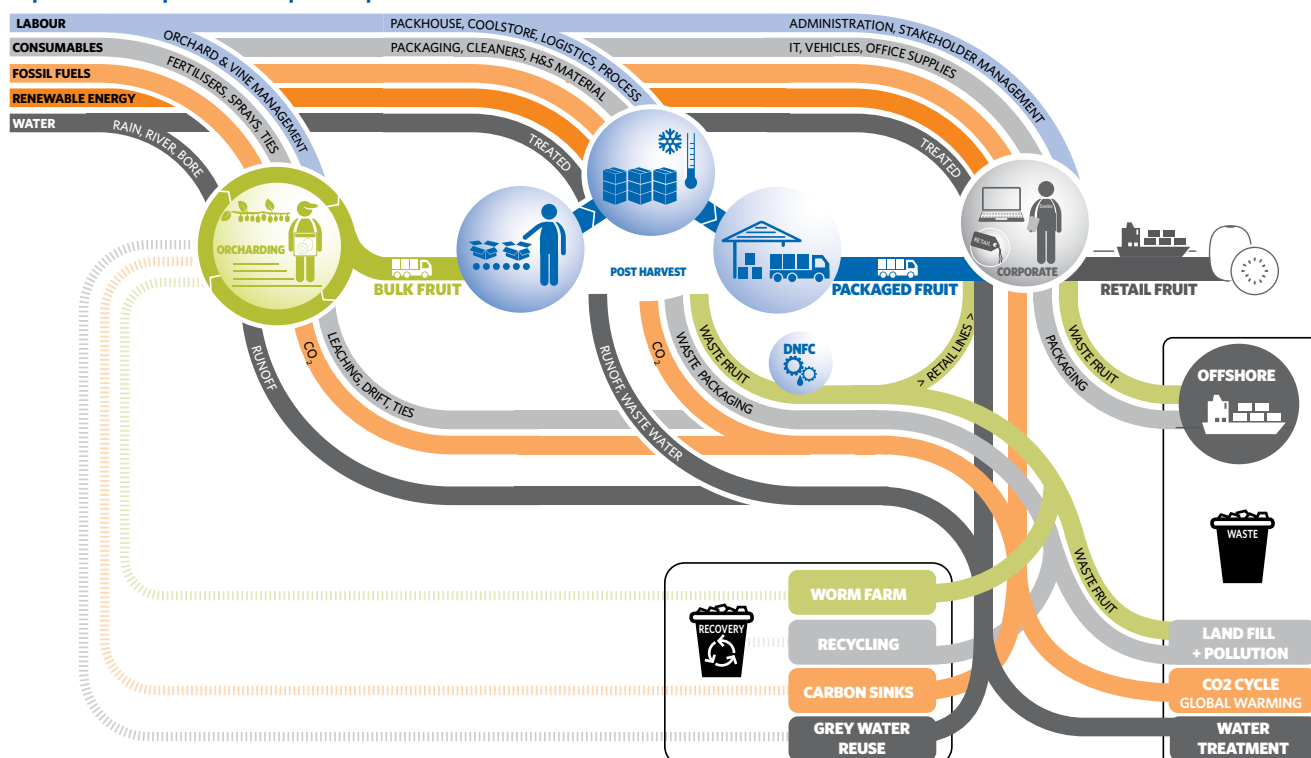 LABOUR
CONSUMABLES
FOSSIL FUELS
RENEWABLE ENERGY
WATER
ORCHARD & VINE MANAGEMENT
FERTILISERS, SPRAYS, TIES
RAIN, RIVER, BORE
PACKHOUSE, COOLSTORE, LOGISTICS, PROCESS
PACKAGING, CLEANERS, H&S MATERIAL
TREATED
ADMINISTRATION, STAKEHOLDER MANAGEMENT
IT, VEHICLES, OFFICE SUPPLIES
TREATED
ORCHARDING
BULK FRUIT
POST HARVEST
PACKAGED FRUIT
RETAIL
CORPORATE
RETAIL FRUIT
RUNOFF
CO2
LEACHING, DRIFT, TIES
RUNOFF WASTE WATER
CO2
WASTE PACKAGING
WASTE FRUIT
DNFC
> RETAIL LINES >
PACKAGING
WASTE FRUIT
OFFSHORE
WASTE
WASTE FRUIT
RECOVERY
WORM FARM
RECYCLING
CARBON SINKS
GREY WATER
REUSE
LAND FILL
+ POLLUTION
CO2 CYCLE
GLOBAL WARMING
WATER
TREATMENT